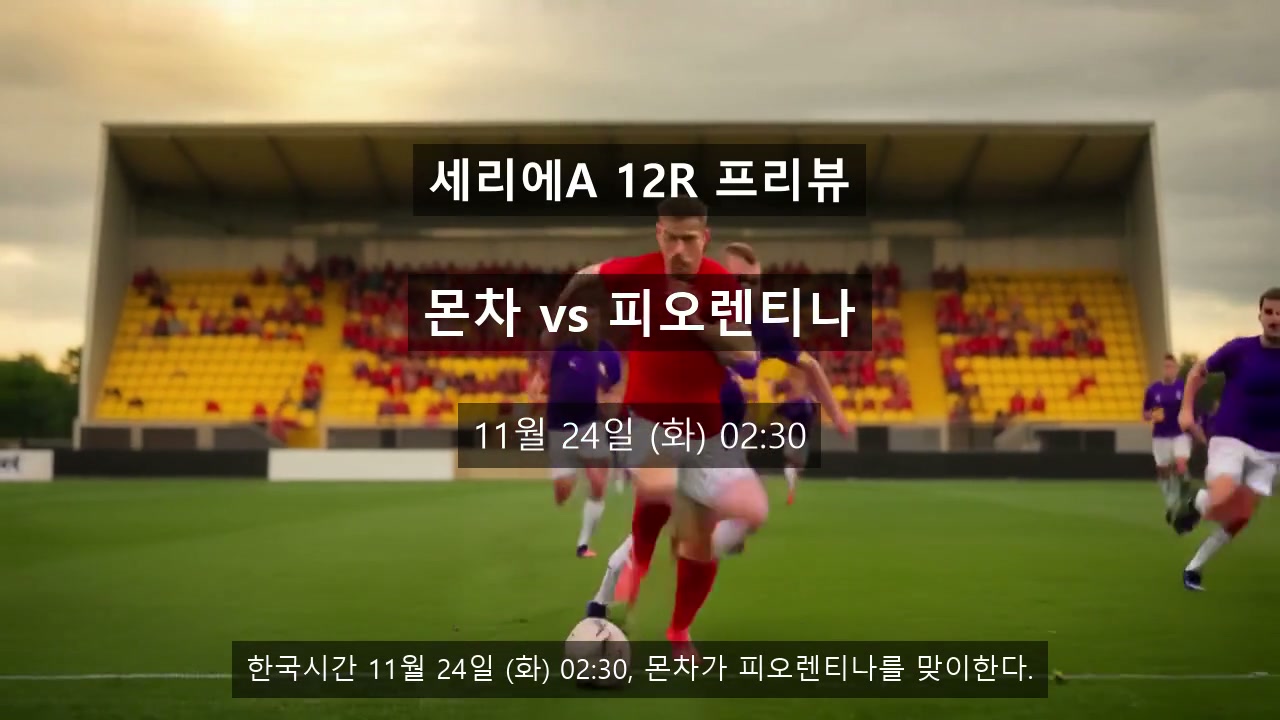 세리에A 12R 프리뷰
몬차 vs 피오렌티나
11월 24일 (화) 02:30
한국시간 11월 24일 (화) 02:30, 몬차가 피오렌티나를 맞이한다.